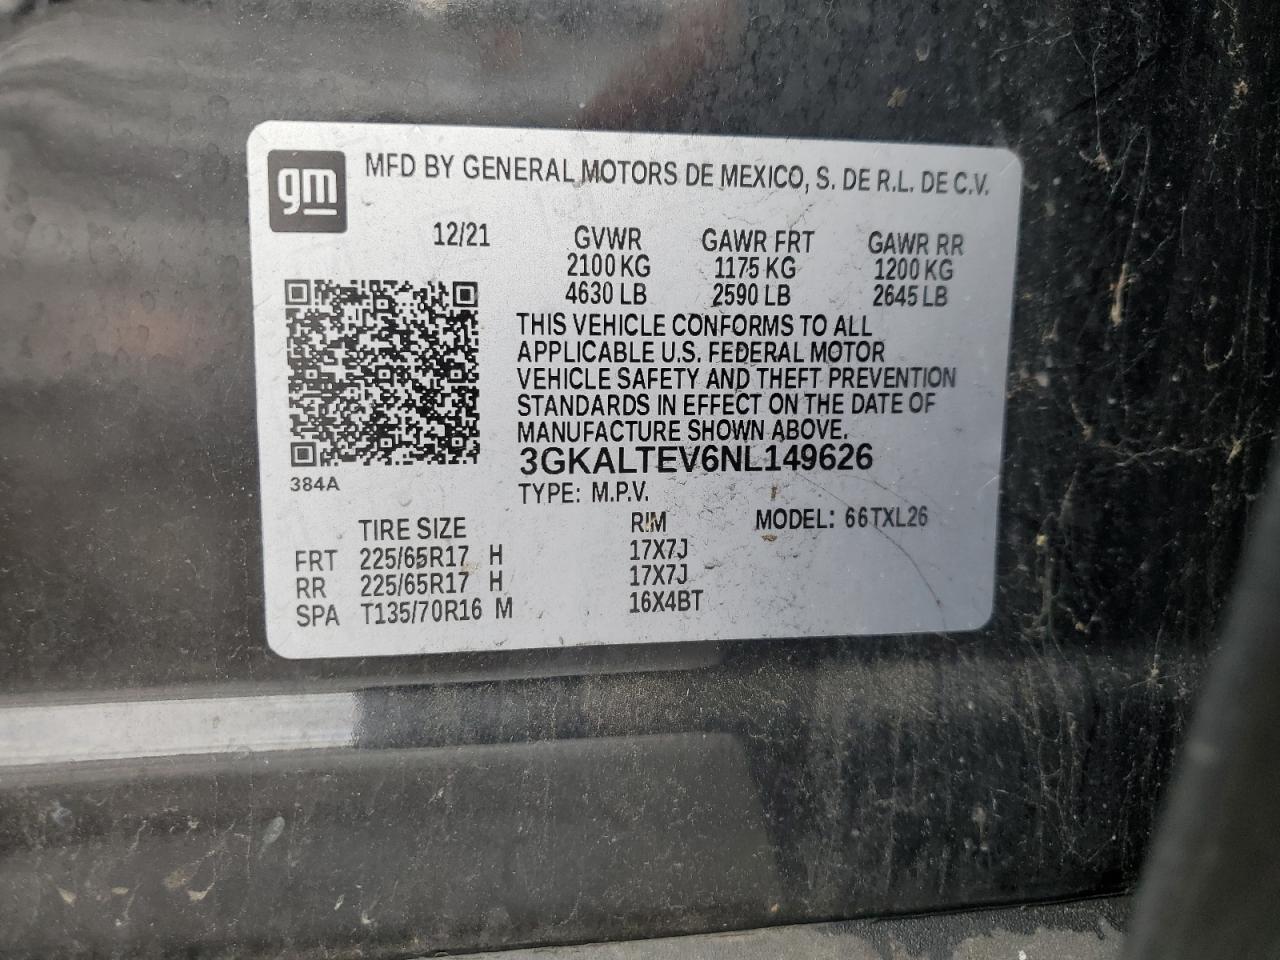 gm
MFD BY GENERAL MOTORS DE MEXICO, S. DE R.L. DE C.V.
12/21 GVWR GAWR FRT GAWR RR
2100 KG 1175 KG 1200 KG
4630 LB 2590 LB 2645 LB
THIS VEHICLE CONFORMS TO ALL
APPLICABLE U.S. FEDERAL MOTOR
VEHICLE SAFETY AND THEFT PREVENTION
STANDARDS IN EFFECT ON THE DATE OF
MANUFACTURE SHOWN ABOVE.
3GKALTEV6NL149626
384A
TYPE: M.P.V.
TIRE SIZE RIM MODEL: 66TXL26
FRT 225/65R17 H 17X7J
RR 225/65R17 H 17X7J
SPA T135/70R16 M 16X4BT